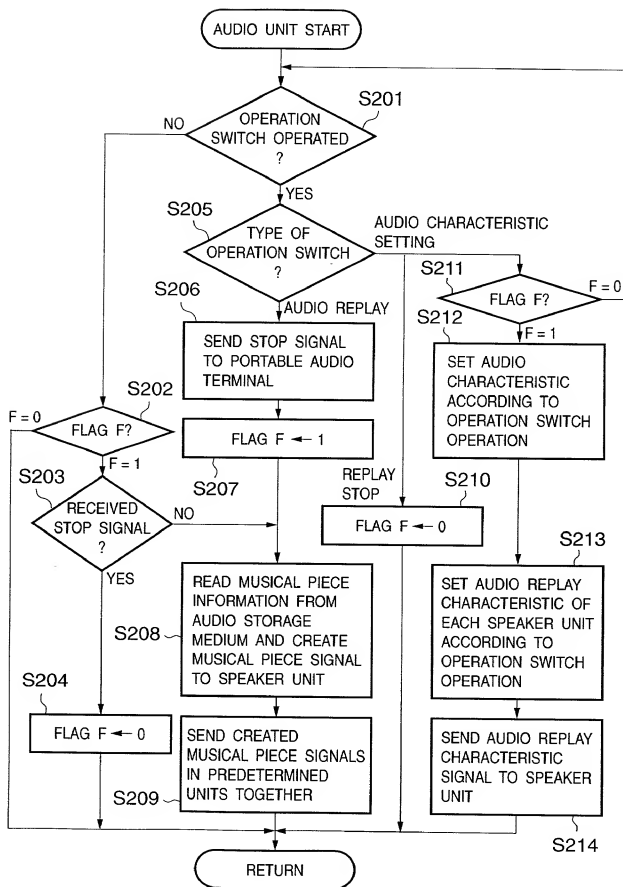 AUDIO UNIT START
S201
OPERATION
SWITCH OPERATED
?
NO
YES
S205
TYPE OF
OPERATION SWITCH
?
AUDIO CHARACTERISTIC
SETTING
S211
FLAG F?
F = 0
F = 1
S206
AUDIO REPLAY
SEND STOP SIGNAL
TO PORTABLE AUDIO
TERMINAL
S212
SET AUDIO
CHARACTERISTIC
ACCORDING TO
OPERATION SWITCH
OPERATION
S202
F = 0
FLAG F?
F = 1
FLAG F ← 1
S207
S203
RECEIVED
STOP SIGNAL
?
NO
YES
REPLAY
STOP
S210
FLAG F ← 0
S208
READ MUSICAL PIECE
INFORMATION FROM
AUDIO STORAGE
MEDIUM AND CREATE
MUSICAL PIECE SIGNAL
TO SPEAKER UNIT
S213
SET AUDIO REPLAY
CHARACTERISTIC OF
EACH SPEAKER UNIT
ACCORDING TO
OPERATION SWITCH
OPERATION
S204
FLAG F ← 0
SEND CREATED
MUSICAL PIECE SIGNALS
IN PREDETERMINED
UNITS TOGETHER
S209
SEND AUDIO REPLAY
CHARACTERISTIC
SIGNAL TO SPEAKER
UNIT
S214
RETURN